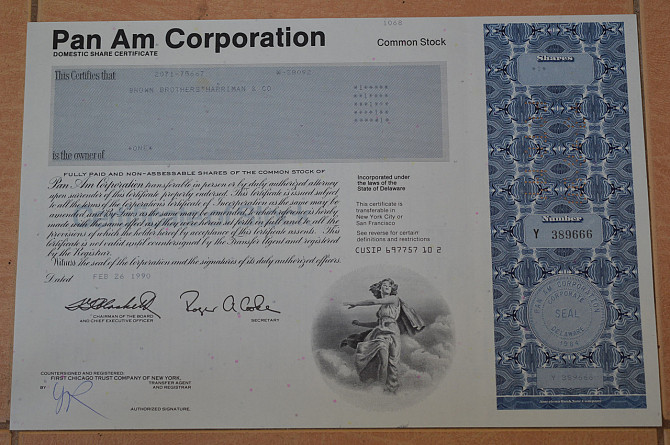 1068
Pan Am Corporation
DOMESTIC SHARE CERTIFICATE
Common Stock
This Certifies that
BROWN BROTHERS HARRIMAN & CO
*ONE*
is the owner of
FULLY PAID AND NON-ASSESSABLE SHARES OF THE COMMON STOCK OF
Pan Am Corporation transferable in person or by duly authorized attorney
upon surrender of this certificate properly endorsed. This certificate is issued subject
to all the terms of the corporation's Certificate of Incorporation as the same may be
amended and By-Laws as the same may be amended, to which reference is hereby
made with the same effect as if they were herein set forth in full and to all the
provisions of which the holder hereof by acceptance of this certificate assents. This
certificate is not valid until countersigned by the Transfer Agent and registered
by the Registrar.
Witness the seal of the Corporation and the signatures of its duly authorized officers.
Dated FEB 26 1990
Incorporated under
the laws of the
State of Delaware
This certificate is
transferable in
New York City or
San Francisco
See reverse for certain
definitions and restrictions
CUSIP 697757 10 2
CHAIRMAN OF THE BOARD
AND CHIEF EXECUTIVE OFFICER
Roger A. Cooke
SECRETARY
COUNTERSIGNED AND REGISTERED:
FIRST CHICAGO TRUST COMPANY OF NEW YORK,
TRANSFER AGENT
AND REGISTRAR
BY
AUTHORIZED SIGNATURE
Shares
Number
Y 389666
PAN AM CORPORATION
CORPORATE
SEAL
1984
DELAWARE